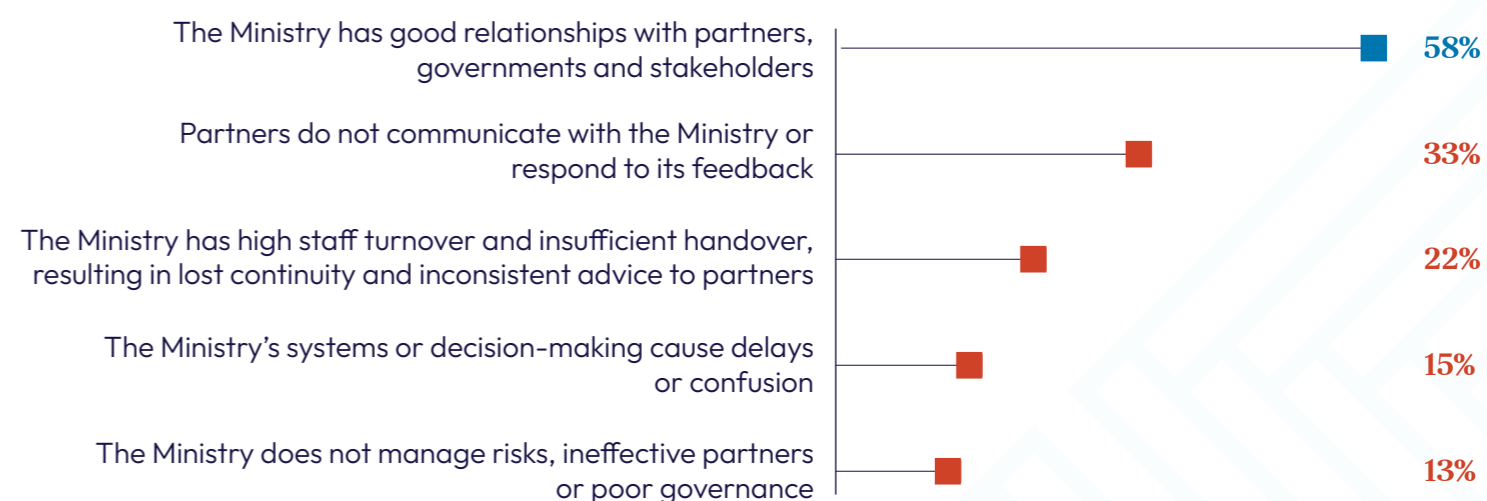 The Ministry has good relationships with partners,
governments and stakeholders
58%
Partners do not communicate with the Ministry or
respond to its feedback
33%
The Ministry has high staff turnover and insufficient handover,
resulting in lost continuity and inconsistent advice to partners
22%
The Ministry’s systems or decision-making cause delays
or confusion
15%
The Ministry does not manage risks, ineffective partners
or poor governance
13%